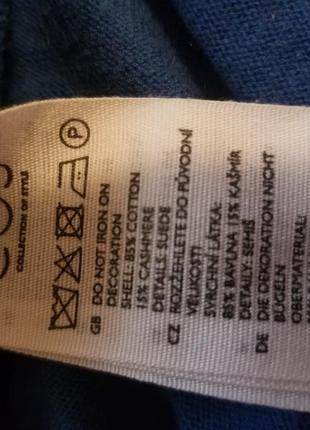 COS
COLLECTION OF STYLE
P
GB DO NOT IRON ON
DECORATION
SHELL: 85% COTTON
15% CASHMERE
DETAILS: SUEDE
CZ ROZŽEHLETE DO PŮVODNÍ
VELIKOSTI
SVRCHNÍ LÁTKA:
85% BAVLNA 15% KAŠMÍR
DETAILY: SEMIŠ
DE DIE DEKORATION NICHT
BÜGELN
OBERMATERIAL: